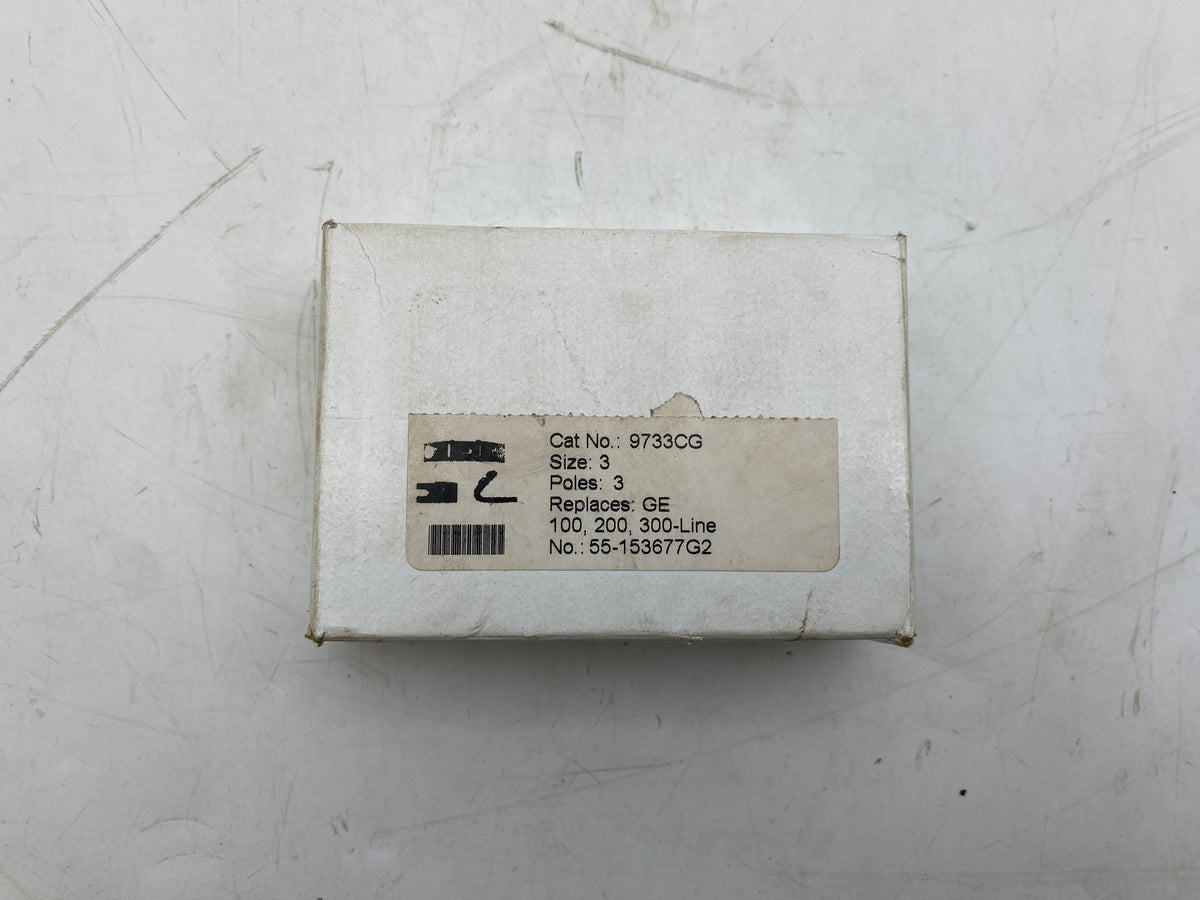 Cat No.: 9733CG
Size: 3
Poles: 3
Replaces: GE
100, 200, 300-Line
No.: 55-153677G2